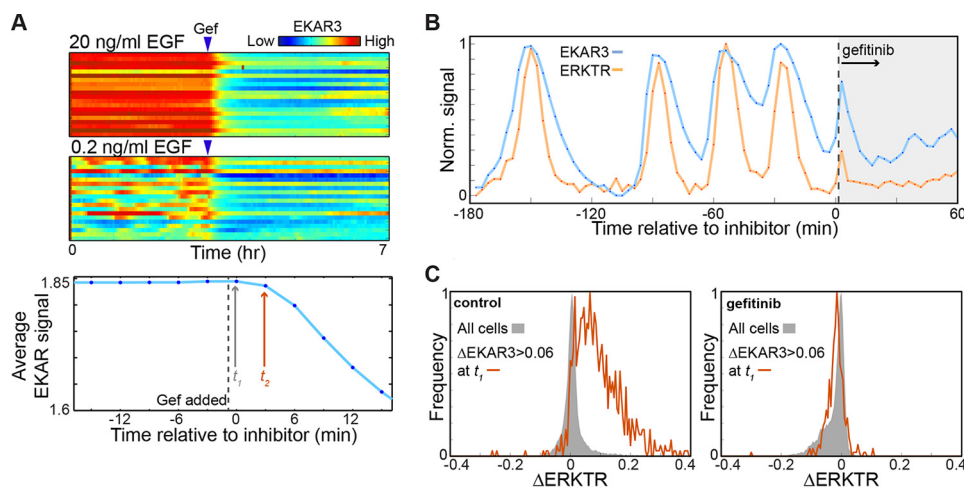 A
Gef
EKAR3
20 ng/ml EGF
Low
High
0.2 ng/ml EGF
0
Time (hr)
7
1.85
Average
EKAR signal
t1
t2
Gef added
1.6
-12
-6
0
6
12
Time relative to inhibitor (min)
B
1
EKAR3
ERKTR
gefitinib
Norm. signal
0
-180
-120
-60
0
60
Time relative to inhibitor (min)
C
1
control
All cells
ΔEKAR3>0.06
at t1
Frequency
0
-0.4
-0.2
0
0.2
0.4
ΔERKTR
1
gefitinib
All cells
ΔEKAR3>0.06
at t1
Frequency
0
-0.4
-0.2
0
0.2
0.4
ΔERKTR